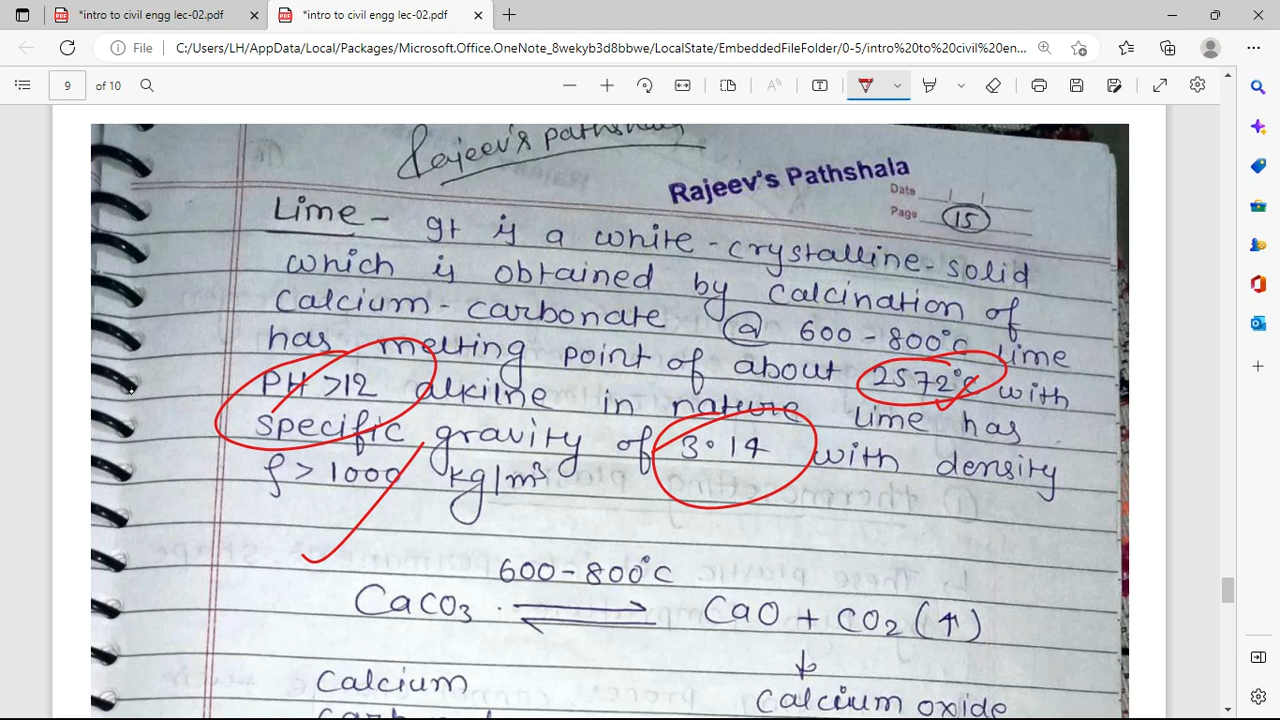 *intro to civil engg lec-02.pdf
*intro to civil engg lec-02.pdf
File
C:/Users/LH/AppData/Local/Packages/Microsoft.Office.OneNote_8wekyb3d8bbwe/LocalState/EmbeddedFileFolder/0-5/intro%20to%20civil%20en...
9 of 10
Rajeev's pathshala
Rajeev's Pathshala
Date
Page 15
Lime - It is a white-crystalline-solid
which is obtained by calcination of
calcium-carbonate @ 600-800°C lime
has melting point of about 2572°C with
PH >12 alkilne in nature lime has
specific gravity of 3.14 with density
ρ > 1000 kg/m³
600-800°C
CaCO3 ⇌ CaO + CO2 (↑)
↓
Calcium
calcium oxide